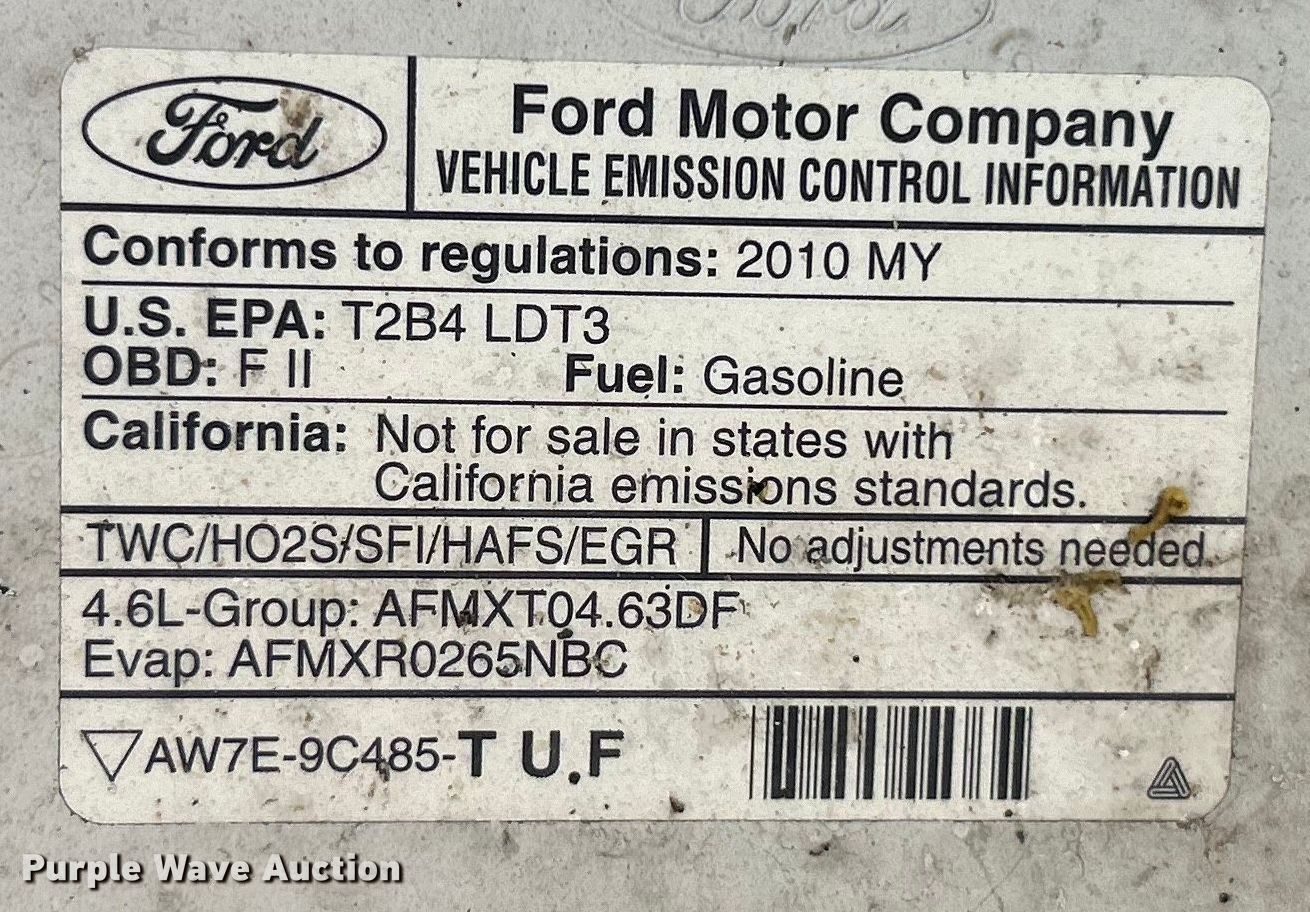 Ford
Ford
Ford Motor Company
VEHICLE EMISSION CONTROL INFORMATION
Conforms to regulations: 2010 MY
U.S. EPA: T2B4 LDT3
OBD: F II Fuel: Gasoline
California: Not for sale in states with
California emissions standards.
TWC/HO2S/SFI/HAFS/EGR No adjustments needed.
4.6L-Group: AFMXT04.63DF
Evap: AFMXR0265NBC
AW7E-9C485-T U F
Purple Wave Auction